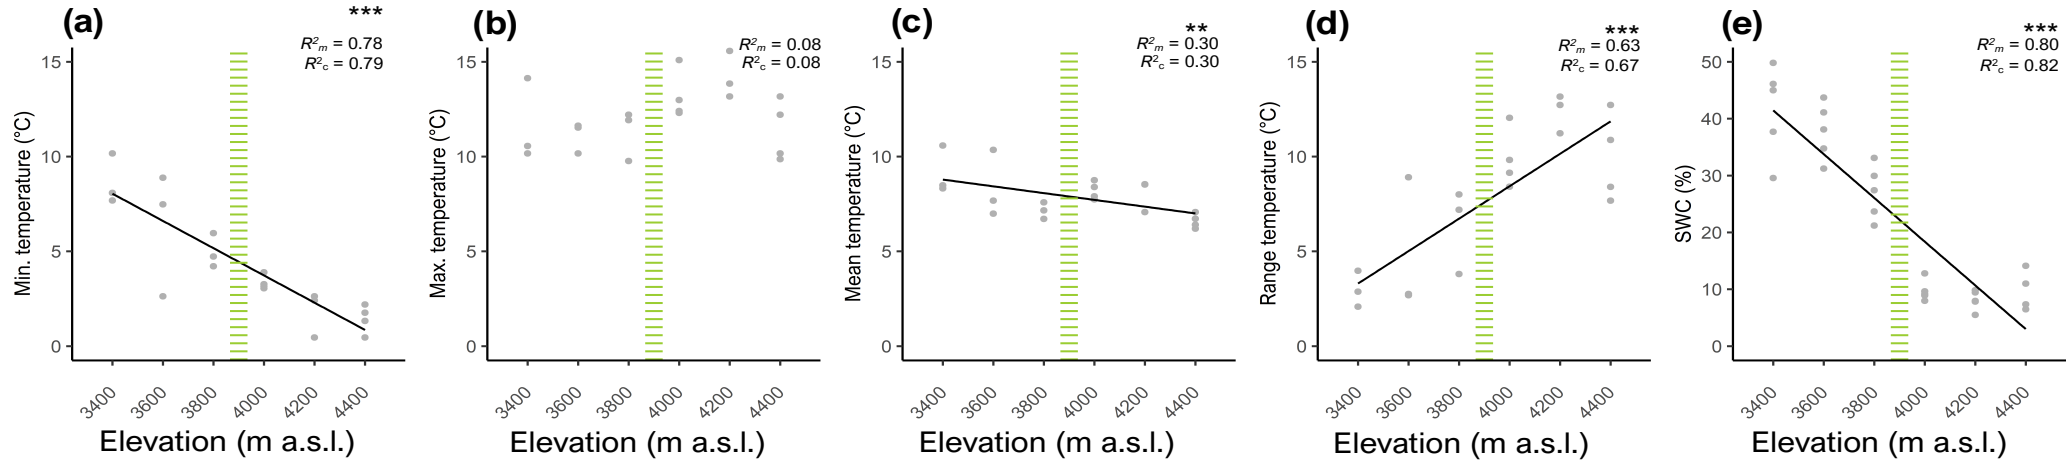 (a)
***
R²m = 0.78
R²c = 0.79
Min. temperature (°C)
15
10
5
0
3400
3600
3800
4000
4200
4400
Elevation (m a.s.l.)
(b)
R²m = 0.08
R²c = 0.08
Max. temperature (°C)
15
10
5
0
3400
3600
3800
4000
4200
4400
Elevation (m a.s.l.)
(c)
**
R²m = 0.30
R²c = 0.30
Mean temperature (°C)
15
10
5
0
3400
3600
3800
4000
4200
4400
Elevation (m a.s.l.)
(d)
***
R²m = 0.63
R²c = 0.67
Range temperature (°C)
15
10
5
0
3400
3600
3800
4000
4200
4400
Elevation (m a.s.l.)
(e)
***
R²m = 0.80
R²c = 0.82
SWC (%)
50
40
30
20
10
0
3400
3600
3800
4000
4200
4400
Elevation (m a.s.l.)